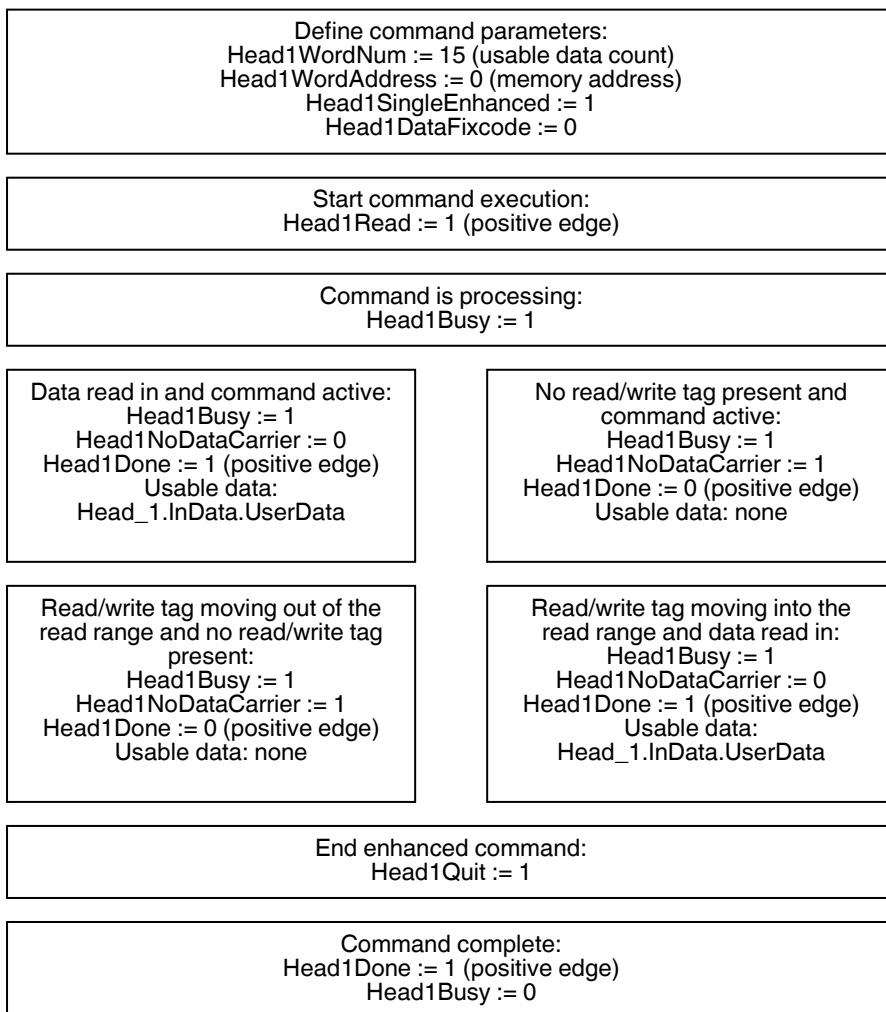 Define command parameters:
Head1WordNum := 15 (usable data count)
Head1WordAddress := 0 (memory address)
Head1SingleEnhanced := 1
Head1DataFixcode := 0
Start command execution:
Head1Read := 1 (positive edge)
Command is processing:
Head1Busy := 1
Data read in and command active:
Head1Busy := 1
Head1NoDataCarrier := 0
Head1Done := 1 (positive edge)
Usable data:
Head_1.InData.UserData
No read/write tag present and
command active:
Head1Busy := 1
Head1NoDataCarrier := 1
Head1Done := 0 (positive edge)
Usable data: none
Read/write tag moving out of the
read range and no read/write tag
present:
Head1Busy := 1
Head1NoDataCarrier := 1
Head1Done := 0 (positive edge)
Usable data: none
Read/write tag moving into the
read range and data read in:
Head1Busy := 1
Head1NoDataCarrier := 0
Head1Done := 1 (positive edge)
Usable data:
Head_1.InData.UserData
End enhanced command:
Head1Quit := 1
Command complete:
Head1Done := 1 (positive edge)
Head1Busy := 0